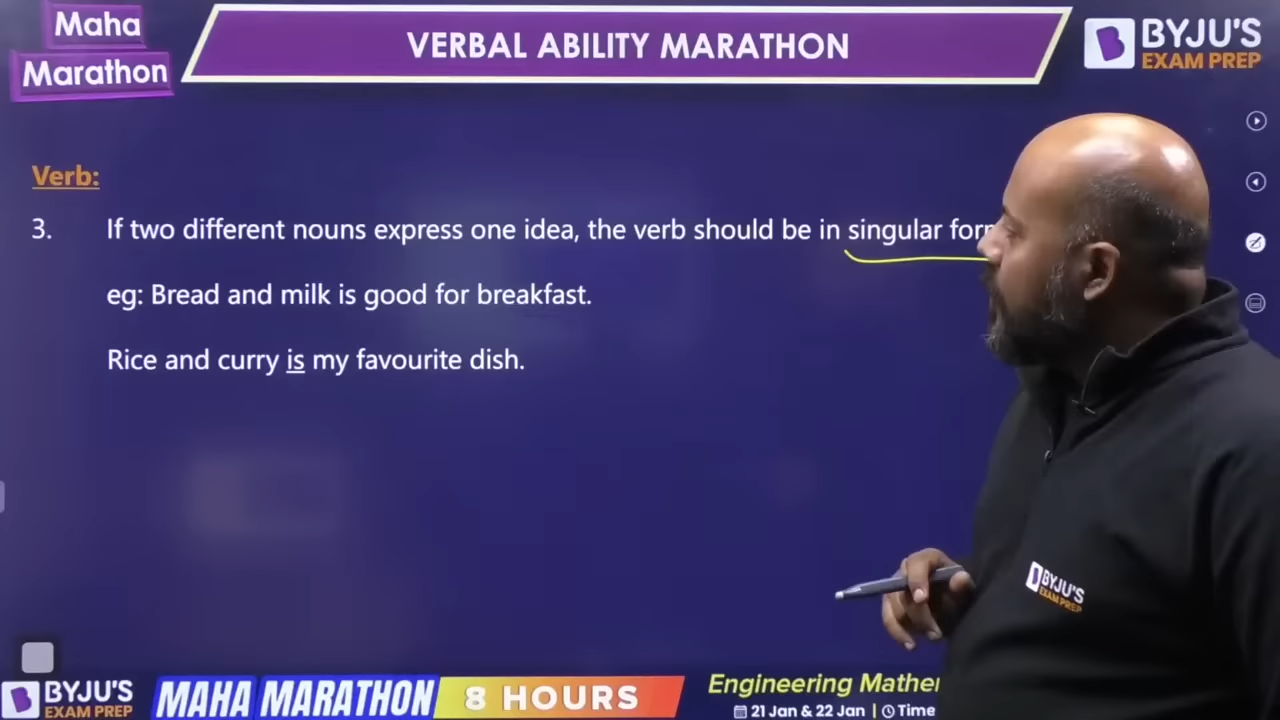 Maha
Marathon
VERBAL ABILITY MARATHON
BYJU'S
EXAM PREP
Verb:
3. If two different nouns express one idea, the verb should be in singular
eg: Bread and milk is good for breakfast.
Rice and curry is my favourite dish.
BYJU'S
EXAM PREP
BYJU'S
EXAM PREP
MAHA MARATHON
8 HOURS
Engineering
21 Jan & 22 Jan | Time